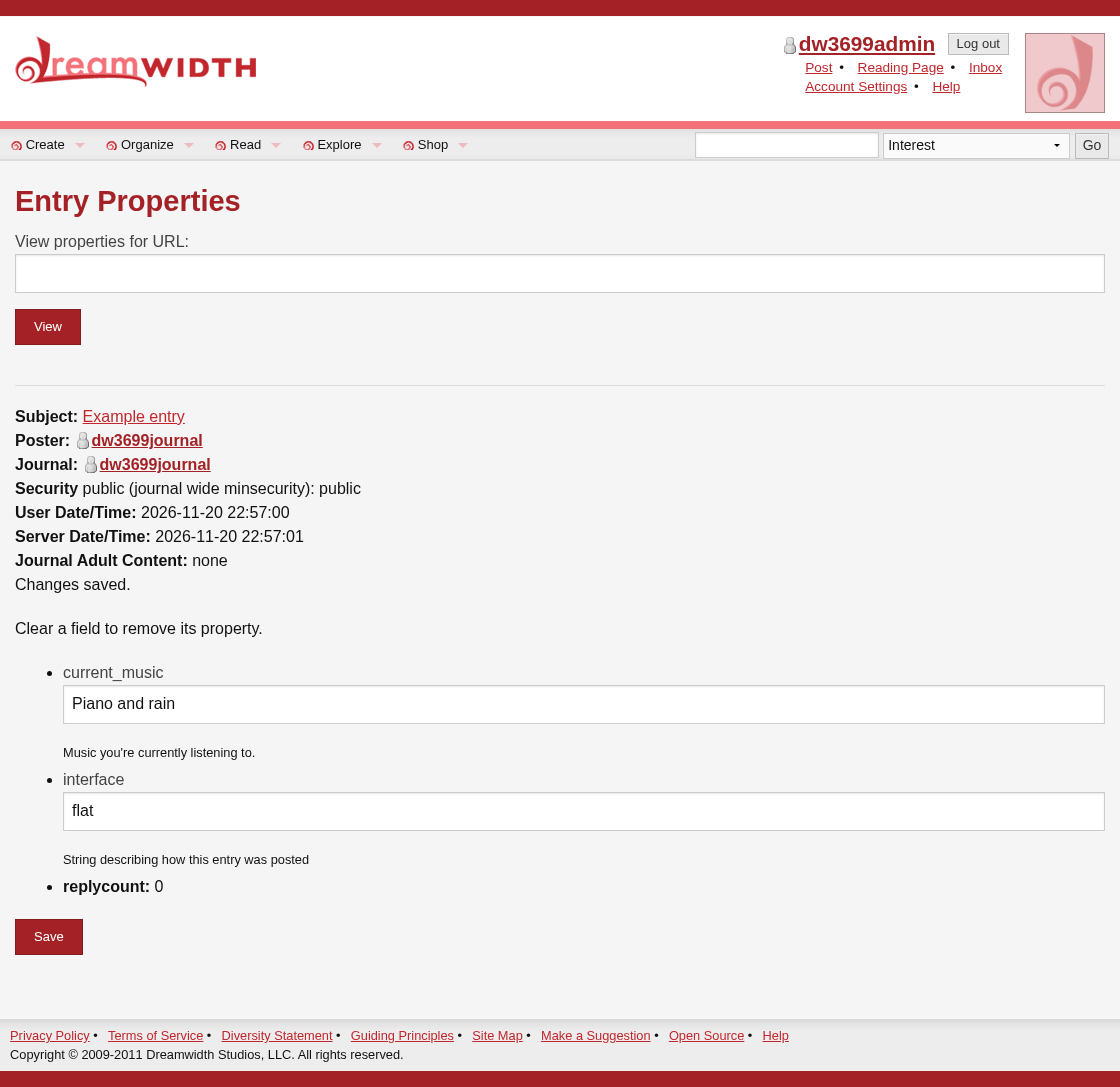 dreamWIDTH
dw3699admin Log out
Post • Reading Page • Inbox
Account Settings • Help
Create Organize Read Explore Shop Interest Go
Entry Properties
View properties for URL:
View
Subject: Example entry
Poster: dw3699journal
Journal: dw3699journal
Security public (journal wide minsecurity): public
User Date/Time: 2026-11-20 22:57:00
Server Date/Time: 2026-11-20 22:57:01
Journal Adult Content: none
Changes saved.
Clear a field to remove its property.
• current_music
Piano and rain
Music you're currently listening to.
• interface
flat
String describing how this entry was posted
• replycount: 0
Save
Privacy Policy • Terms of Service • Diversity Statement • Guiding Principles • Site Map • Make a Suggestion • Open Source • Help
Copyright © 2009-2011 Dreamwidth Studios, LLC. All rights reserved.